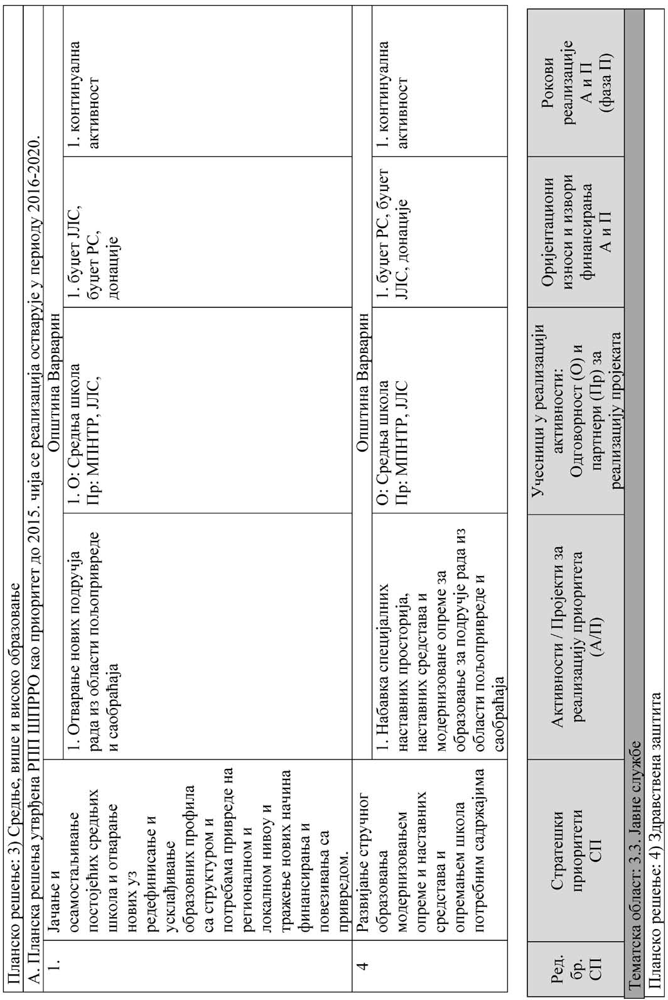 Планско решење: 3) Средње, више и високо образовање
А. Планска решења утврђена РПП ШПРРО као приоритет до 2015. чија се реализација остварује у периоду 2016-2020.
1.
Јачање и
осамостаљивање
постојећих средњих
школа и отварање
нових уз
редефинисање и
усклађивање
образовних профила
са структуром и
потребама привреде на
регионалном и
локалном нивоу и
тражење нових начина
финансирања и
повезивања са
привредом.
Општина Варварин
1. Отварање нових подручја
рада из области пољопривреде
и саобраћаја
1. О: Средња школа
Пр: МПНТР, ЈЛС,
1. буџет ЈЛС,
буџет РС,
донације
1. континуална
активност
4
Развијање стручног
образовања
модернизовањем
опреме и наставних
средстава и
опремањем школа
потребним садржајима
Општина Варварин
1. Набавка специјалних
наставних просторија,
наставних средстава и
модернизоване опреме за
образовање за подручје рада из
области пољопривреде и
саобраћаја
О: Средња школа
Пр: МПНТР, ЈЛС
1. буџет РС, буџет
ЈЛС, донације
1. континуална
активност
Ред.
бр.
СП
Стратешки
приоритети
СП
Активности / Пројекти за
реализацију приоритета
(А/П)
Учесници у реализацији
активности:
Одговорност (О) и
партнери (Пр) за
реализацију пројеката
Оријентациони
износи и извори
финансирања
А и П
Рокови
реализације
А и П
(фаза П)
Тематска област: 3.3. Јавне службе
Планско решење: 4) Здравствена заштита